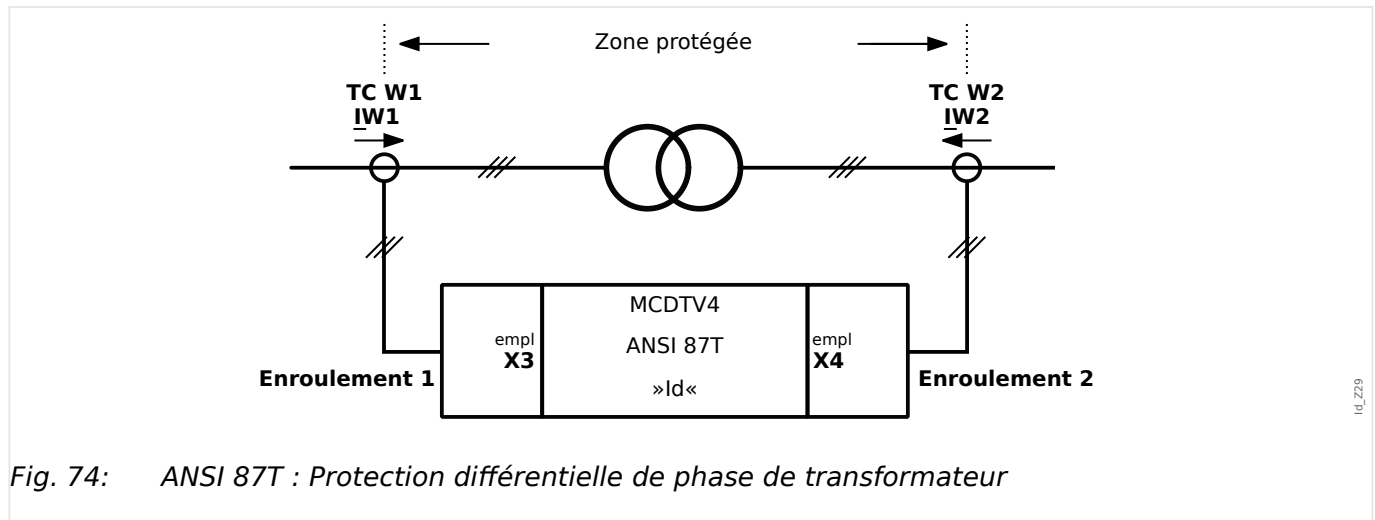 Zone protégée
TC W1
IW1
TC W2
IW2
MCDTV4
ANSI 87T
»Id«
empl
X3
empl
X4
Enroulement 1
Enroulement 2
Id_Z29
Fig. 74: ANSI 87T : Protection différentielle de phase de transformateur